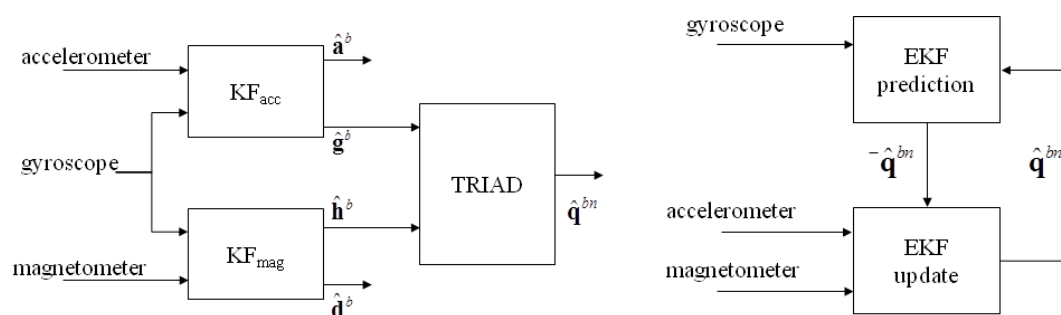 accelerometer
gyroscope
magnetometer
KF_acc
KF_mag
â^b
ĝ^b
ĥ^b
d̂^b
TRIAD
q̂^bn
gyroscope
EKF
prediction
⁻q̂^bn
q̂^bn
accelerometer
magnetometer
EKF
update